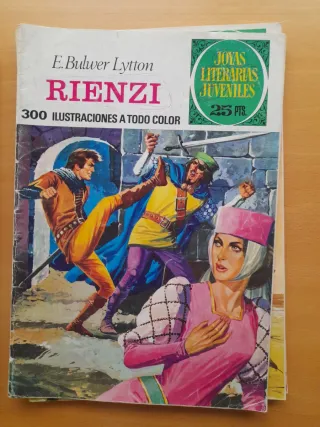 E. Bulwer Lytton
RIENZI
300 ILUSTRACIONES A TODO COLOR
JOYAS
LITERARIAS
JUVENILES
25 PTS.